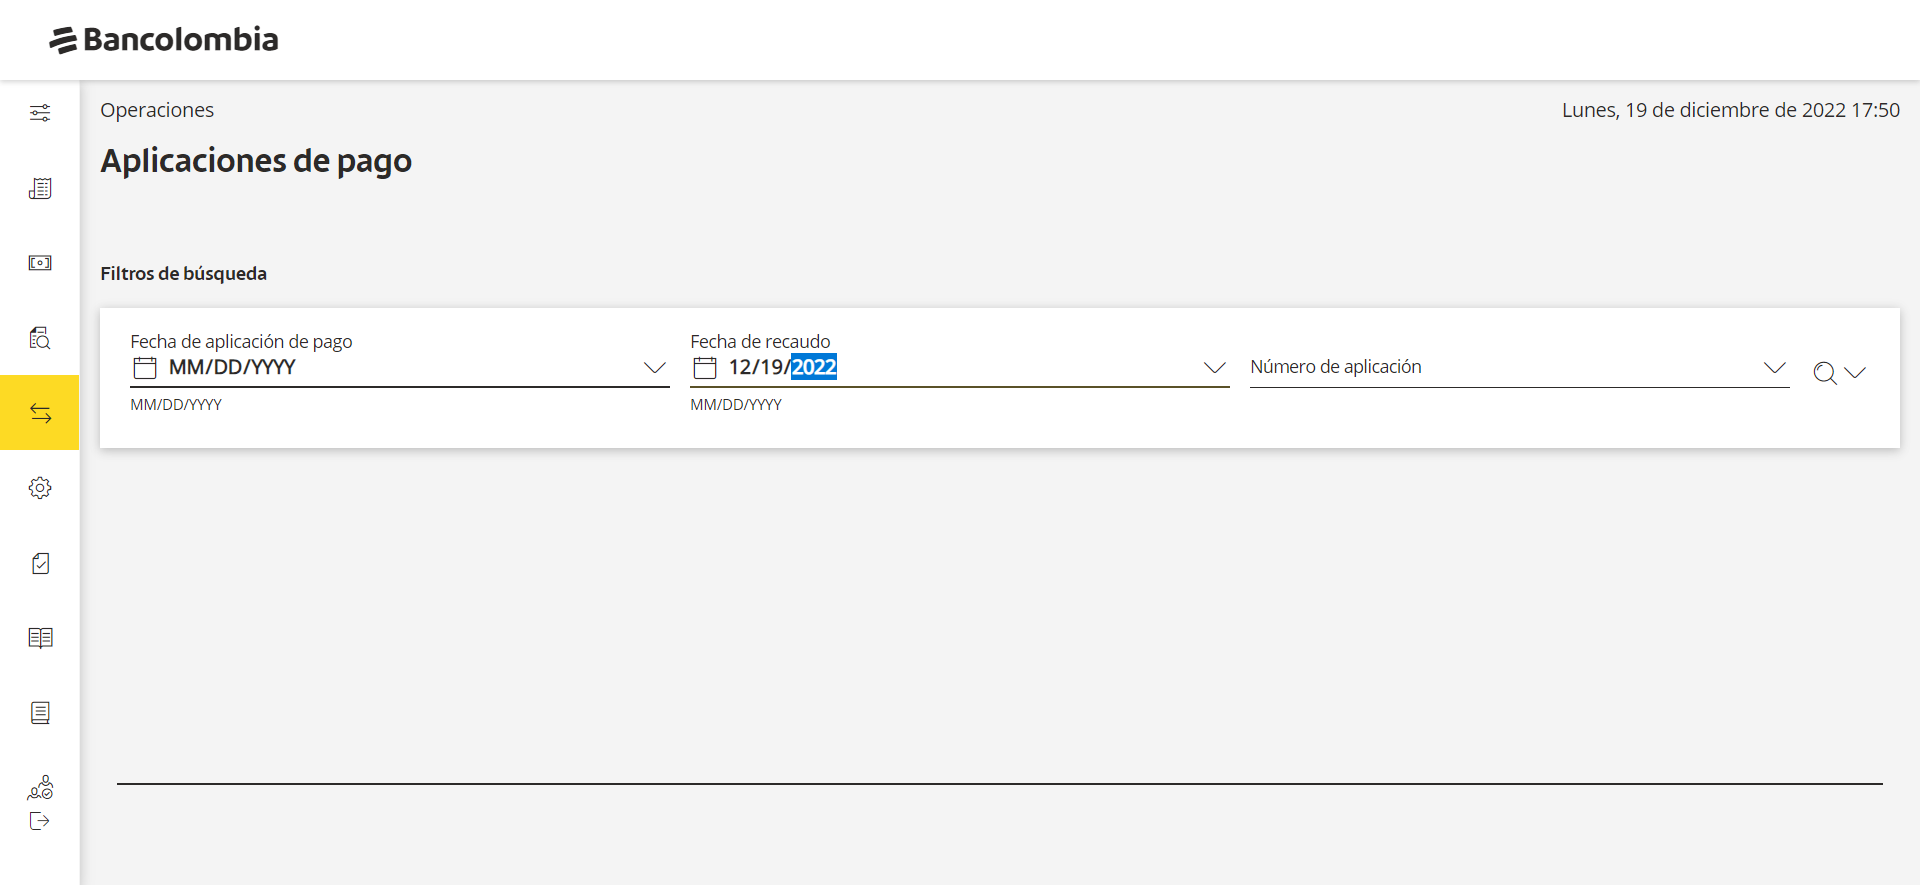 Bancolombia
Operaciones
Lunes, 19 de diciembre de 2022 17:50
Aplicaciones de pago
Filtros de búsqueda
Fecha de aplicación de pago
MM/DD/YYYY
MM/DD/YYYY
Fecha de recaudo
12/19/2022
MM/DD/YYYY
Número de aplicación